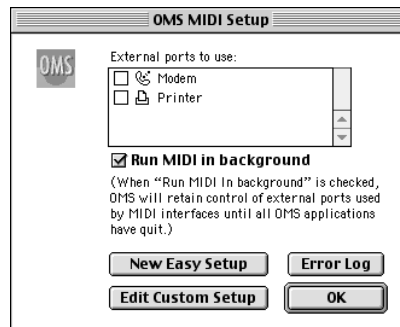 OMS MIDI Setup
OMS
External ports to use:
Modem
Printer
Run MIDI in background
(When “Run MIDI In background” is checked,
OMS will retain control of external ports used
by MIDI interfaces until all OMS applications
have quit.)
New Easy Setup
Error Log
Edit Custom Setup
OK